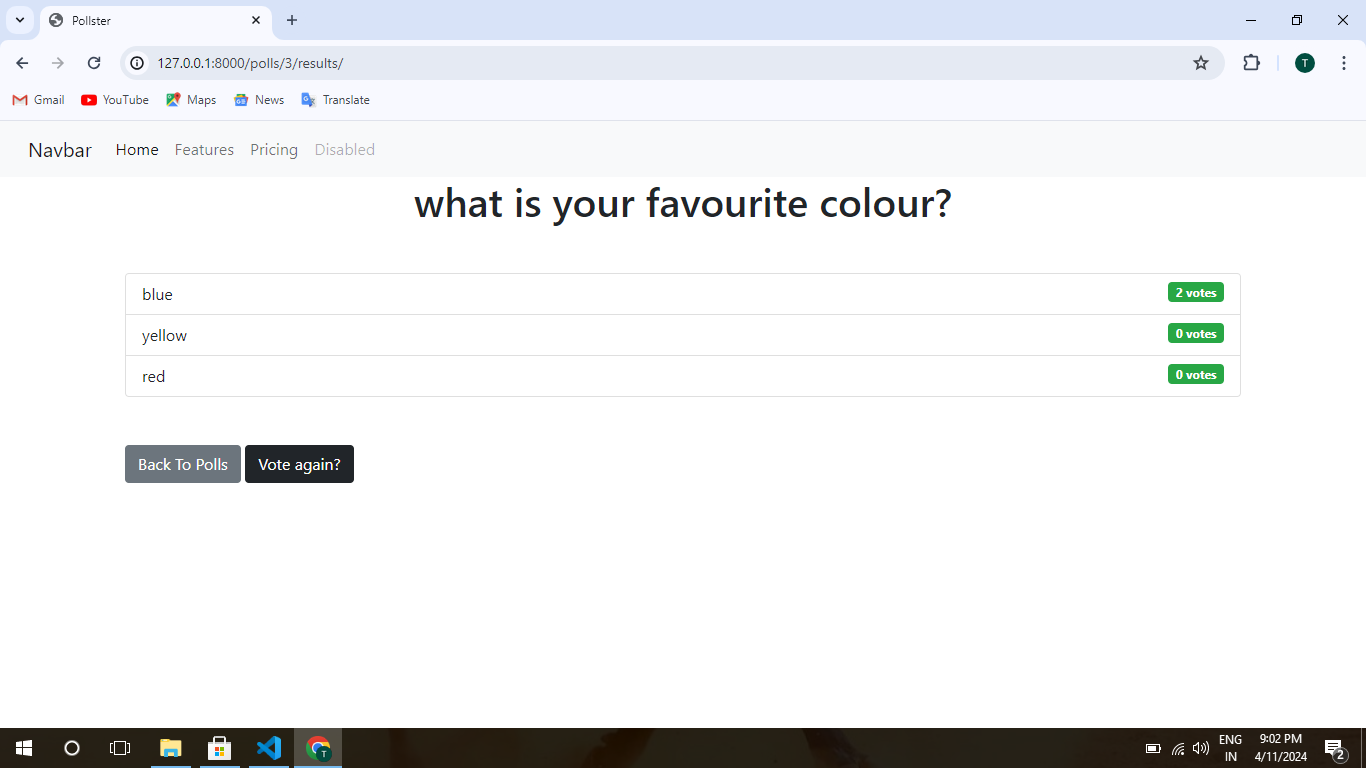 Pollster
127.0.0.1:8000/polls/3/results/
T
Gmail YouTube Maps News Translate
Navbar Home Features Pricing Disabled
what is your favourite colour?
blue 2 votes
yellow 0 votes
red 0 votes
Back To Polls Vote again?
T
ENG 9:02 PM
IN 4/11/2024 2